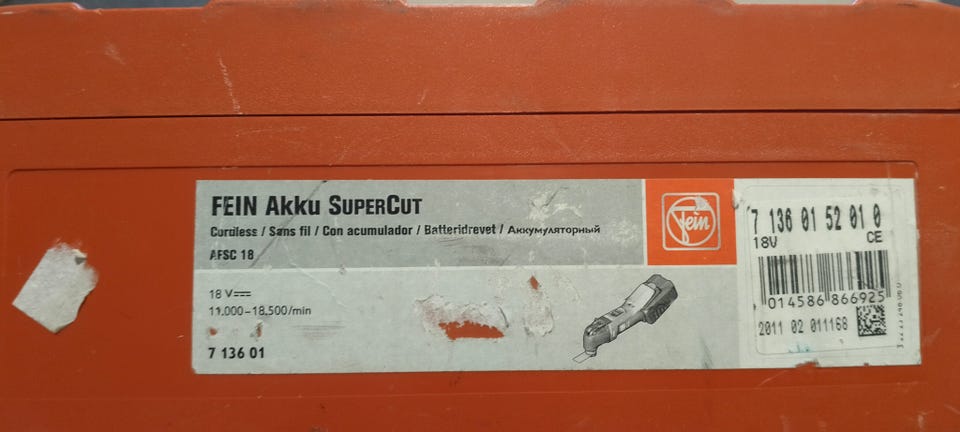 FEIN Akku SUPERCUT
Cordless / Sans fil / Con acumulador / Batteridrevet / Аккумуляторный
AFSC 18
18 V⎓
11.000–18.500/min
7 136 01
Fein
7 136 01 52 01 0
18V CE
014586 866925
2011 02 011168